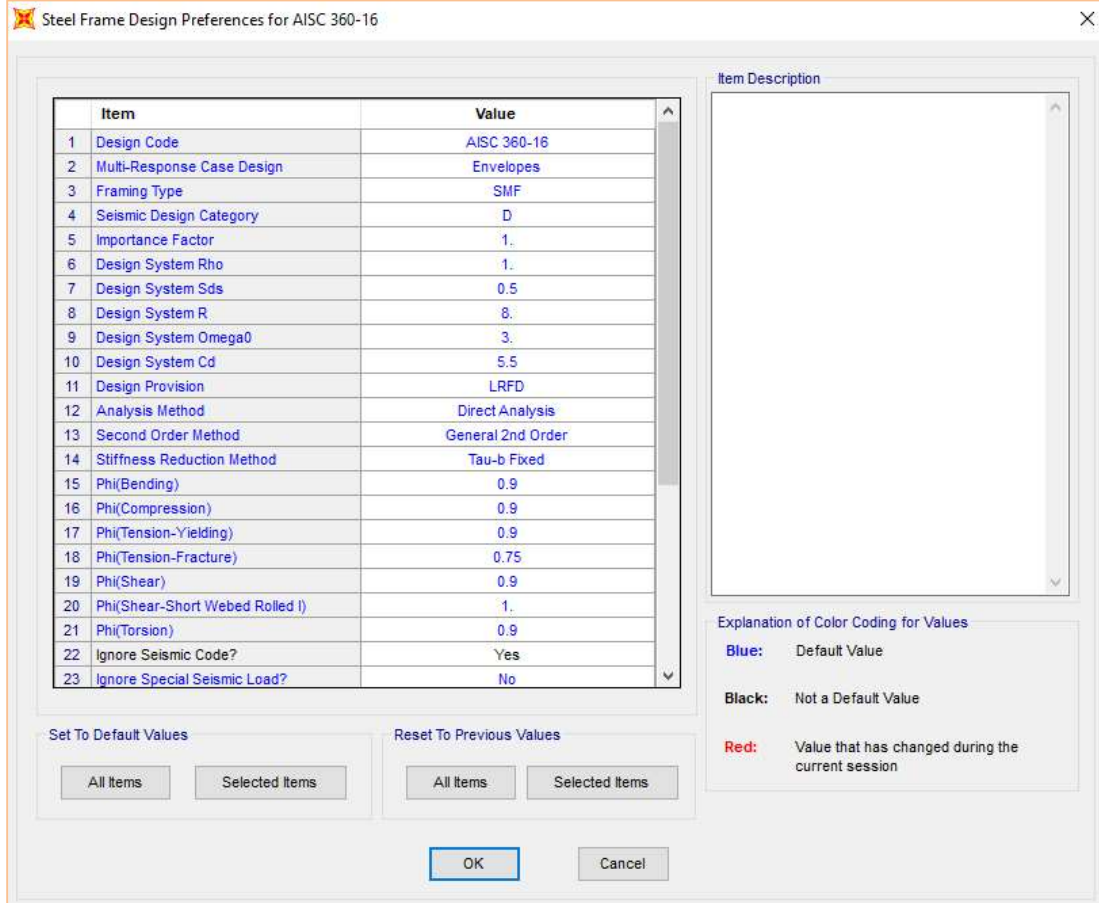 Steel Frame Design Preferences for AISC 360-16
Item Value
1 Design Code AISC 360-16
2 Multi-Response Case Design Envelopes
3 Framing Type SMF
4 Seismic Design Category D
5 Importance Factor 1.
6 Design System Rho 1.
7 Design System Sds 0.5
8 Design System R 8.
9 Design System Omega0 3.
10 Design System Cd 5.5
11 Design Provision LRFD
12 Analysis Method Direct Analysis
13 Second Order Method General 2nd Order
14 Stiffness Reduction Method Tau-b Fixed
15 Phi(Bending) 0.9
16 Phi(Compression) 0.9
17 Phi(Tension-Yielding) 0.9
18 Phi(Tension-Fracture) 0.75
19 Phi(Shear) 0.9
20 Phi(Shear-Short Webed Rolled I) 1.
21 Phi(Torsion) 0.9
22 Ignore Seismic Code? Yes
23 Ignore Special Seismic Load? No
Item Description
Explanation of Color Coding for Values
Blue: Default Value
Black: Not a Default Value
Red: Value that has changed during the
current session
Set To Default Values
All Items Selected Items
Reset To Previous Values
All Items Selected Items
OK Cancel